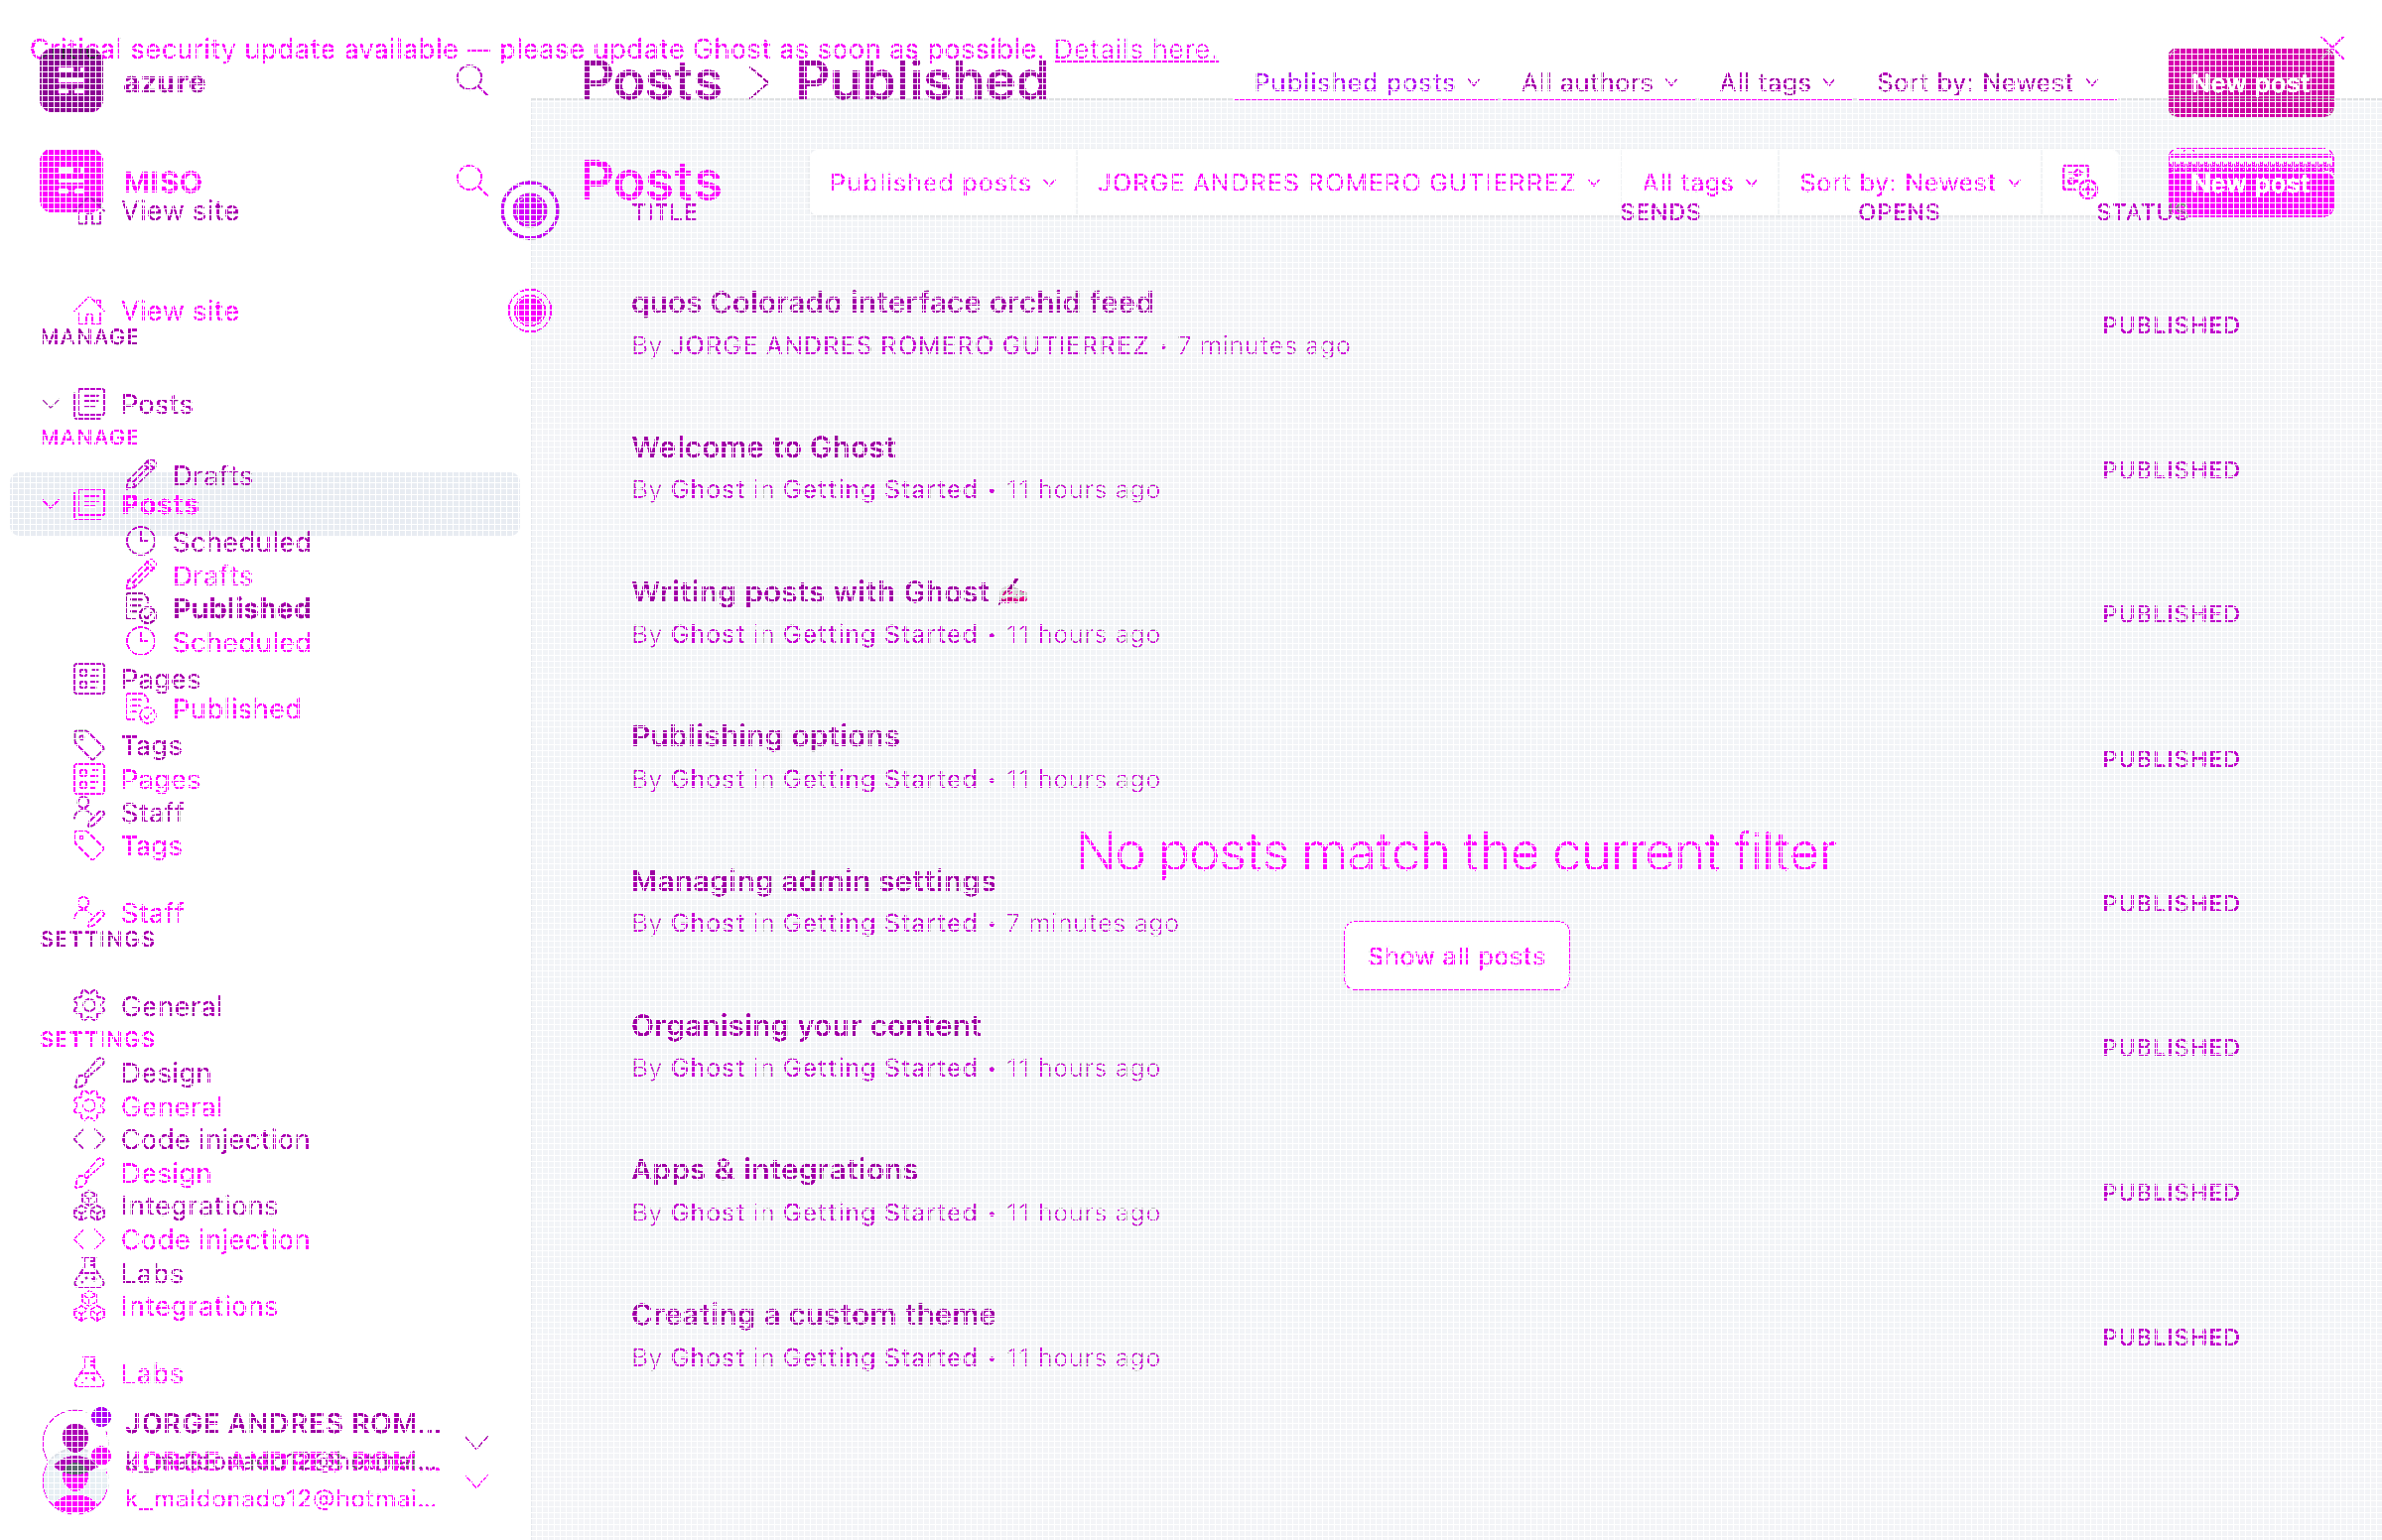 Critical security update available — please update Ghost as soon as possible. Details here.
azure
Posts > Published
Published posts
All authors
All tags
Sort by: Newest
New post
MISO
Posts
Published posts
JORGE ANDRES ROMERO GUTIERREZ
All tags
Sort by: Newest
New post
View site
TITLE
SENDS
OPENS
STATUS
View site
MANAGE
Posts
MANAGE
Drafts
Posts
Scheduled
Drafts
Published
Scheduled
Pages
Published
Tags
Pages
Staff
Tags
Staff
SETTINGS
General
SETTINGS
Design
General
Code injection
Design
Integrations
Code injection
Labs
Integrations
Labs
JORGE ANDRES ROM...
JORGE ANDRES ROM...
k_maldonado12@hotmai...
quos Colorado interface orchid feed
By JORGE ANDRES ROMERO GUTIERREZ • 7 minutes ago
PUBLISHED
Welcome to Ghost
By Ghost in Getting Started • 11 hours ago
PUBLISHED
Writing posts with Ghost ✍️
By Ghost in Getting Started • 11 hours ago
PUBLISHED
Publishing options
By Ghost in Getting Started • 11 hours ago
PUBLISHED
No posts match the current filter
Managing admin settings
By Ghost in Getting Started • 7 minutes ago
PUBLISHED
Show all posts
Organising your content
By Ghost in Getting Started • 11 hours ago
PUBLISHED
Apps & integrations
By Ghost in Getting Started • 11 hours ago
PUBLISHED
Creating a custom theme
By Ghost in Getting Started • 11 hours ago
PUBLISHED